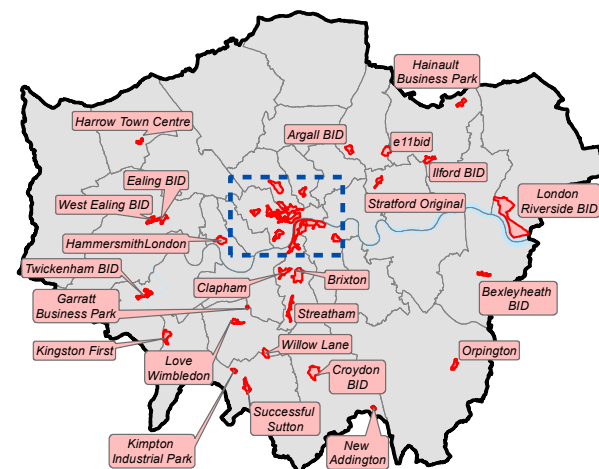 Hainault
Business Park
Harrow Town Centre
Argall BID
e11bid
Ilford BID
Ealing BID
West Ealing BID
Stratford Original
London
Riverside BID
HammersmithLondon
Twickenham BID
Clapham
Brixton
Bexleyheath
BID
Garratt
Business Park
Streatham
Kingston First
Love
Wimbledon
Willow Lane
Croydon
BID
Orpington
Kimpton
Industrial Park
Successful
Sutton
New
Addington